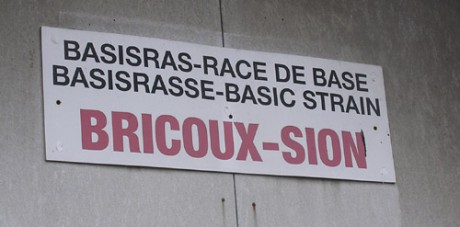 BASISRAS-RACE DE BASE
BASISRASSE-BASIC STRAIN
BRICOUX-SION